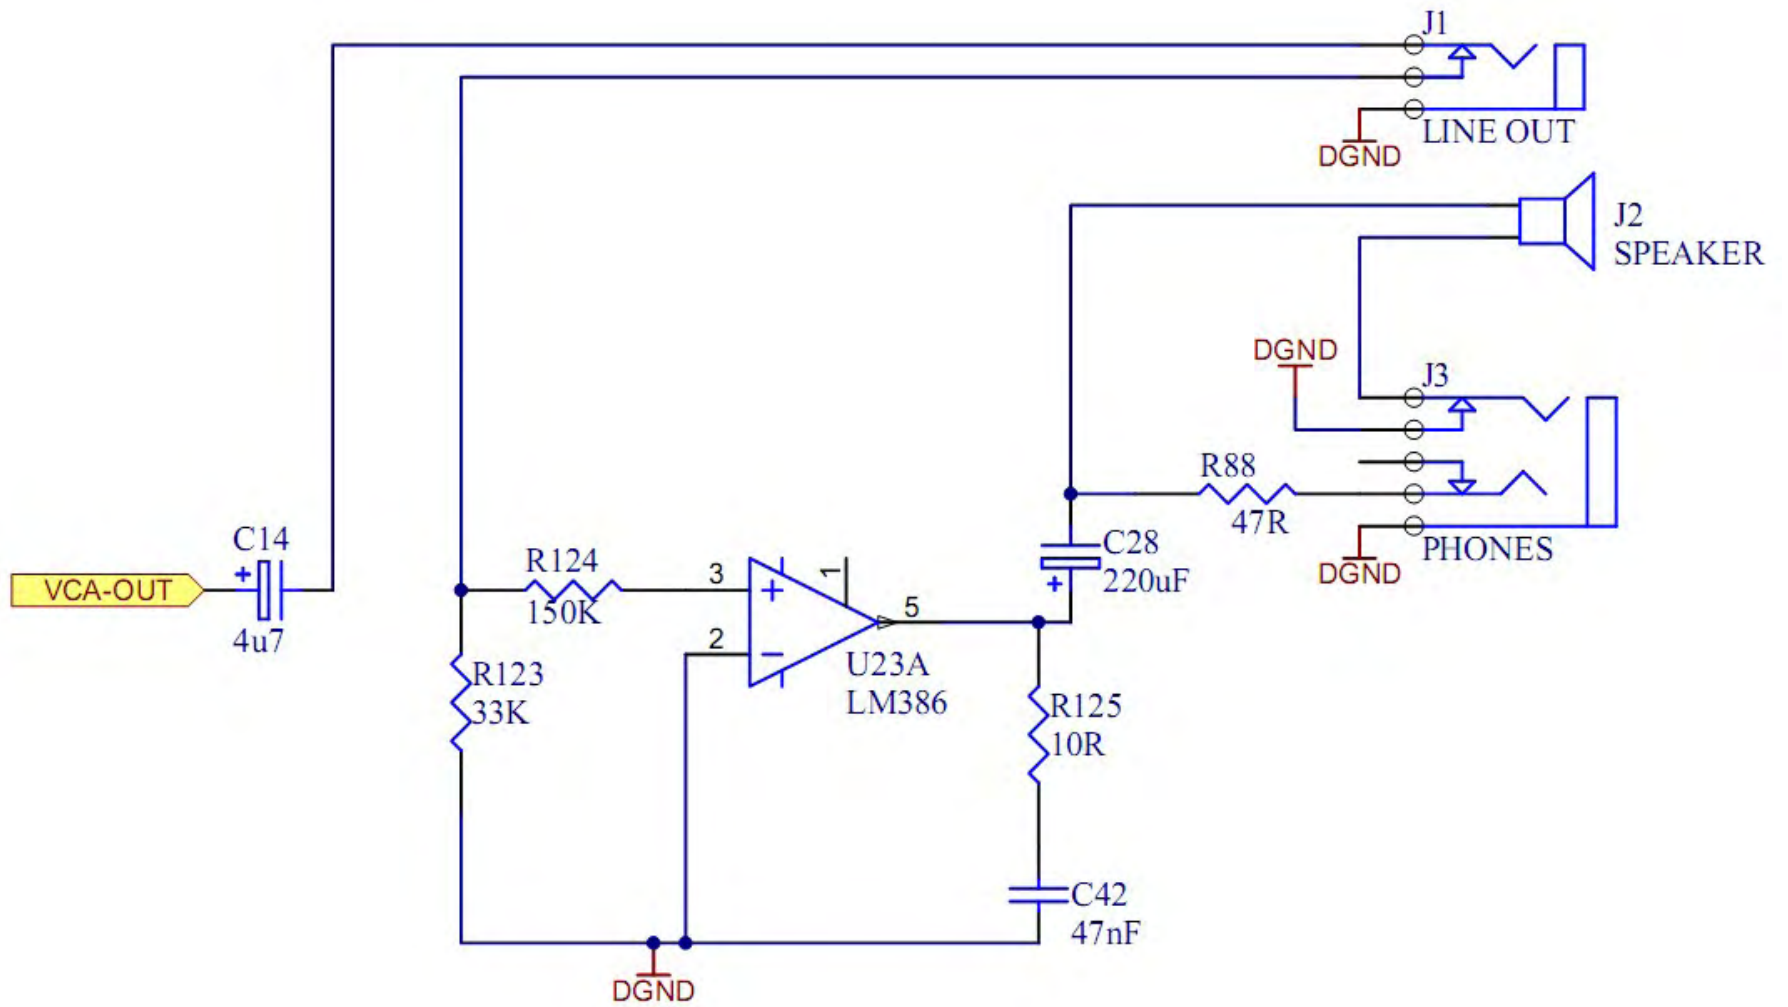 J1
LINE OUT
DGND
J2
SPEAKER
DGND
J3
R88
47R
PHONES
DGND
C14
+
VCA-OUT
4u7
R124
150K
3
+
1
5
2
−
U23A
LM386
C28
220uF
+
R123
33K
R125
10R
C42
47nF
DGND